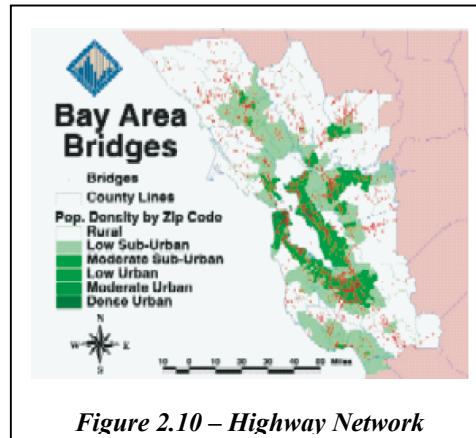 Bay Area
Bridges
Bridges
County Lines
Pop. Density by Zip Code
Rural
Low Sub-Urban
Moderate Sub-Urban
Low Urban
Moderate Urban
Dense Urban
N
W E
S
10 0 10 20 30 40 50 Miles
Figure 2.10 – Highway Network